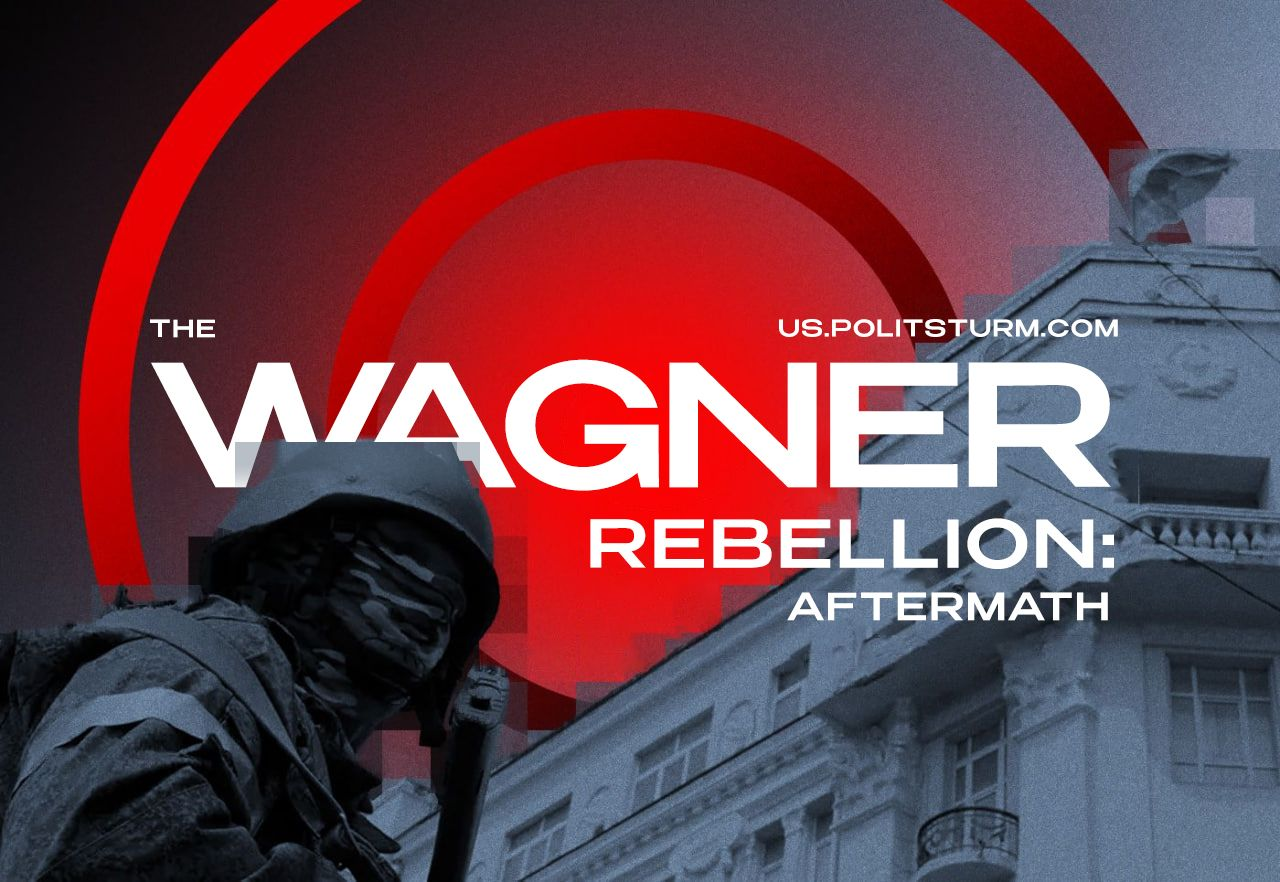 THE
US.POLITSTURM.COM
WAGNER
REBELLION:
AFTERMATH